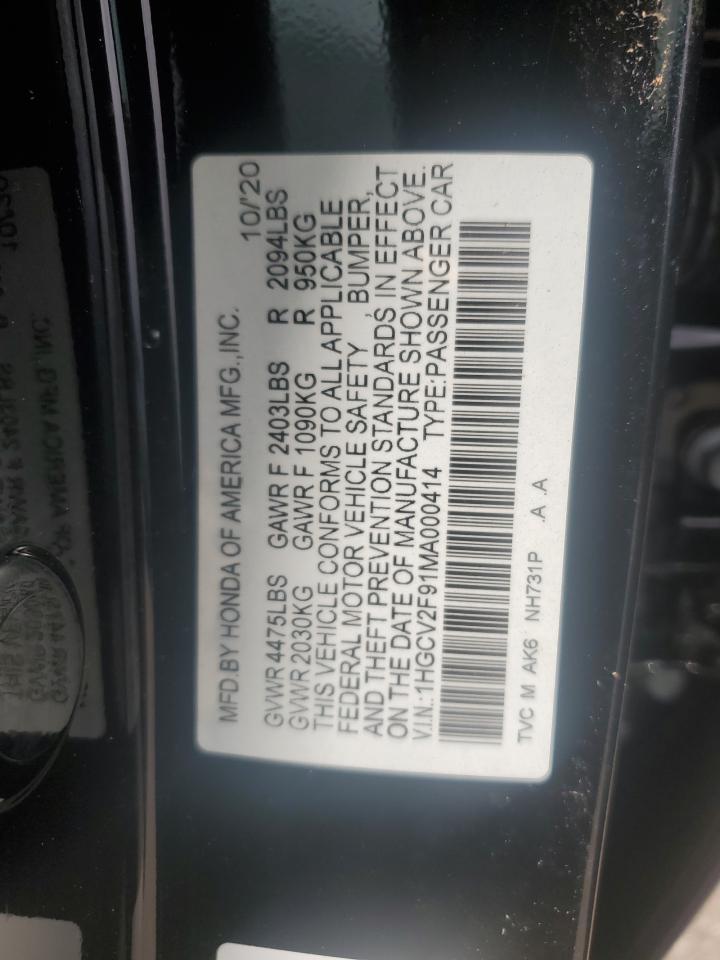 MFD.BY HONDA OF AMERICA MFG.,INC. 10/'20
GVWR 4475LBS GAWR F 2403LBS R 2094LBS
GVWR 2030KG GAWR F 1090KG R 950KG
THIS VEHICLE CONFORMS TO ALL APPLICABLE
FEDERAL MOTOR VEHICLE SAFETY , BUMPER,
AND THEFT PREVENTION STANDARDS IN EFFECT
ON THE DATE OF MANUFACTURE SHOWN ABOVE.
V.I.N.:1HGCV2F91MA000414 TYPE:PASSENGER CAR
TVC M AK6 NH731P .A .A